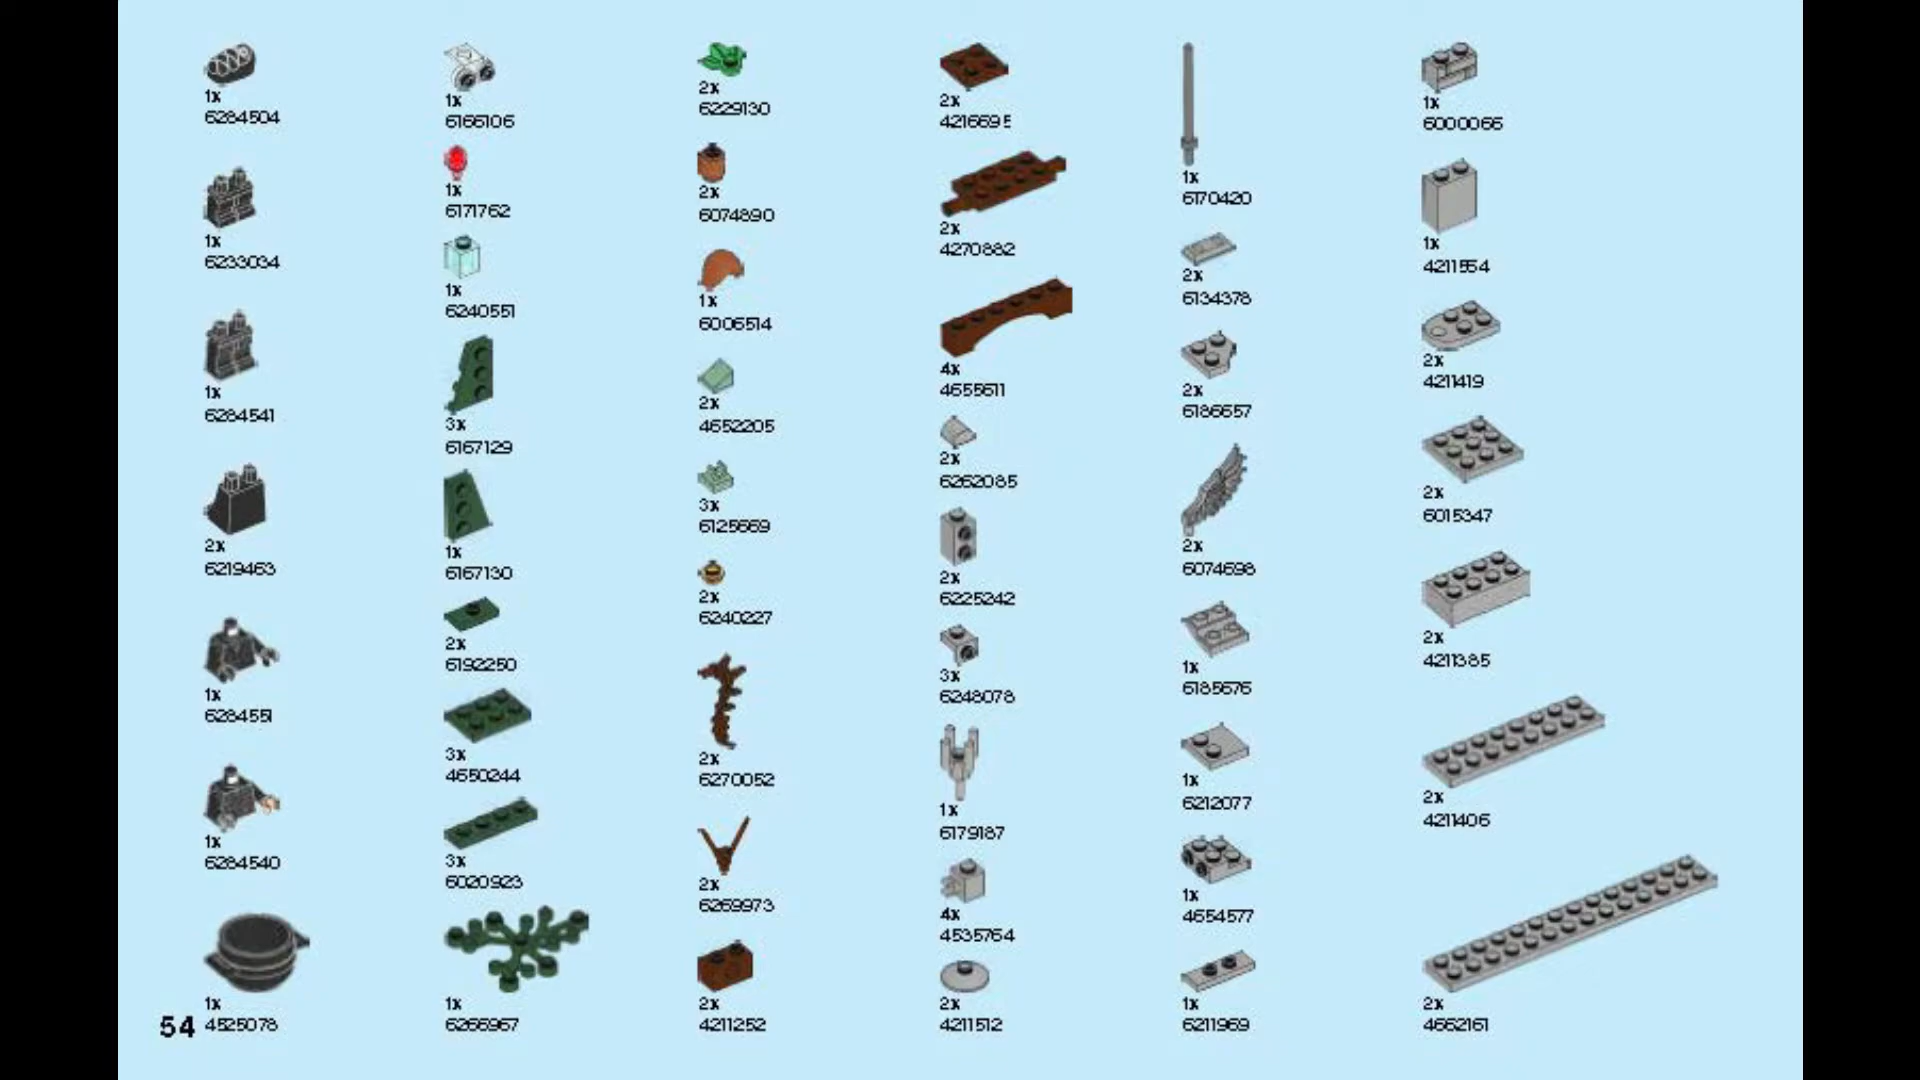 1x
6284504
1x
6233034
1x
6284541
2x
6219463
1x
6284551
1x
6284540
1x
4525078
1x
6166106
1x
6171762
1x
6240551
3x
6167129
1x
6167130
2x
6192250
3x
4650244
3x
6020923
1x
6266967
2x
6229130
2x
6074890
1x
6006514
2x
4652205
3x
6125669
2x
6240227
2x
6270052
2x
6269973
2x
4211252
2x
4216695
2x
4270882
4x
4655611
2x
6262085
2x
6225242
3x
6248078
1x
6179187
4x
4535764
2x
4211512
1x
6170420
2x
6134378
2x
6186657
2x
6074698
1x
6185676
1x
6212077
1x
4654577
1x
6211969
1x
6000066
1x
4211554
2x
4211419
2x
6015347
2x
4211385
2x
4211406
2x
4662161
54